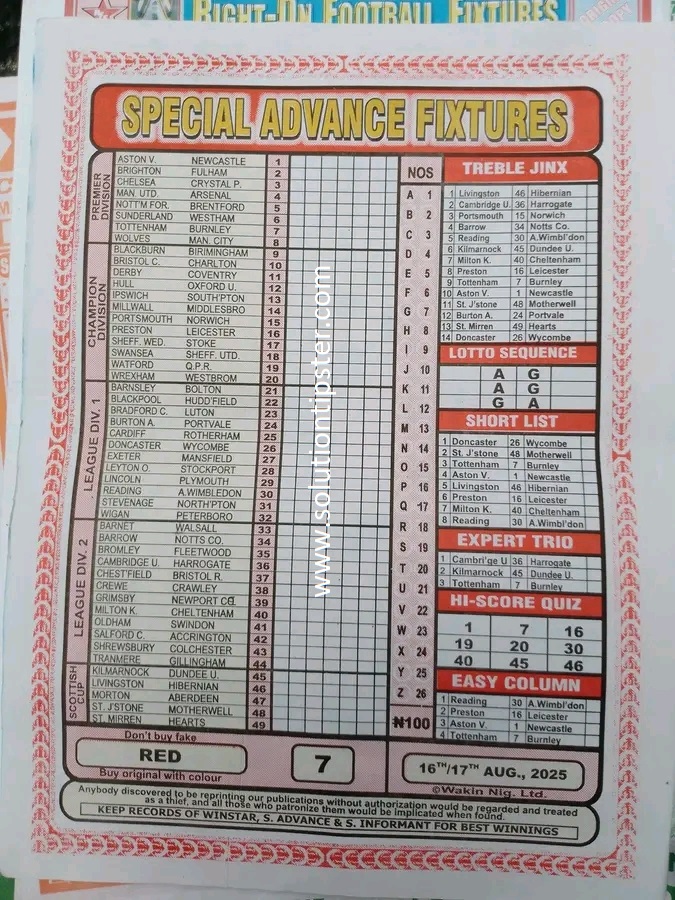 RIGHT-ON FOOTBALL FIXTURES
SPECIAL ADVANCE FIXTURES
PREMIER DIVISION
ASTON V. NEWCASTLE 1
BRIGHTON FULHAM 2
CHELSEA CRYSTAL P. 3
MAN. UTD. ARSENAL 4
NOTT'M FOR. BRENTFORD 5
SUNDERLAND WESTHAM 6
TOTTENHAM BURNLEY 7
WOLVES MAN. CITY 8
CHAMPION DIVISION
BLACKBURN BIRIMINGHAM 9
BRISTOL C. CHARLTON 10
DERBY COVENTRY 11
HULL OXFORD U. 12
IPSWICH SOUTH'PTON 13
MILLWALL MIDDLESBRO 14
PORTSMOUTH NORWICH 15
PRESTON LEICESTER 16
SHEFF. WED. STOKE 17
SWANSEA SHEFF. UTD. 18
WATFORD Q.P.R. 19
WREXHAM WESTBROM 20
LEAGUE DIV. 1
BARNSLEY BOLTON 21
BLACKPOOL HUDD'FIELD 22
BRADFORD C. LUTON 23
BURTON A. PORTVALE 24
CARDIFF ROTHERHAM 25
DONCASTER WYCOMBE 26
EXETER MANSFIELD 27
LEYTON O. STOCKPORT 28
LINCOLN PLYMOUTH 29
READING A.WIMBLEDON 30
STEVENAGE NORTH'PTON 31
WIGAN PETERBORO 32
LEAGUE DIV. 2
BARNET WALSALL 33
BARROW NOTTS CO. 34
BROMLEY FLEETWOOD 35
CAMBRIDGE U. HARROGATE 36
CHEST'FIELD BRISTOL R. 37
CREWE CRAWLEY 38
GRIMSBY NEWPORT CO. 39
MILTON K. CHELTENHAM 40
OLDHAM SWINDON 41
SALFORD C. ACCRINGTON 42
SHREWSBURY COLCHESTER 43
TRANMERE GILLINGHAM 44
SCOTTISH CUP
KILMARNOCK DUNDEE U. 45
LIVINGSTON HIBERNIAN 46
MORTON ABERDEEN 47
ST. J'STONE MOTHERWELL 48
ST. MIRREN HEARTS 49
www.solutiontipster.com
NOS
A 1
B 2
C 3
D 4
E 5
F 6
G 7
H 8
I 9
J 10
K 11
L 12
M 13
N 14
O 15
P 16
Q 17
R 18
S 19
T 20
U 21
V 22
W 23
X 24
Y 25
Z 26
₦100
TREBLE JINX
1 Livingston 46 Hibernian
2 Cambridge U. 36 Harrogate
3 Portsmouth 15 Norwich
4 Barrow 34 Notts Co.
5 Reading 30 A.Wimbl'don
6 Kilmarnock 45 Dundee U.
7 Milton K. 40 Cheltenham
8 Preston 16 Leicester
9 Tottenham 7 Burnley
10 Aston V. 1 Newcastle
11 St. J'stone 48 Motherwell
12 Burton A. 24 Portvale
13 St. Mirren 49 Hearts
14 Doncaster 26 Wycombe
LOTTO SEQUENCE
A G
A G
G A
SHORT LIST
1 Doncaster 26 Wycombe
2 St. J'stone 48 Motherwell
3 Tottenham 7 Burnley
4 Aston V. 1 Newcastle
5 Livingston 46 Hibernian
6 Preston 16 Leicester
7 Milton K. 40 Cheltenham
8 Reading 30 A.Wimbl'don
EXPERT TRIO
1 Cambri'ge U 36 Harrogate
2 Kilmarnock 45 Dundee U.
3 Tottenham 7 Burnley
HI-SCORE QUIZ
1 7 16
19 20 30
40 45 46
EASY COLUMN
1 Reading 30 A.Wimbl'don
2 Preston 16 Leicester
3 Aston V. 1 Newcastle
4 Tottenham 7 Burnley
Don't buy fake
RED
Buy original with colour
7
16TH/17TH AUG., 2025
©Wakin Nig. Ltd.
Anybody discovered to be reprinting our publications without authorization would be regarded and treated
as a thief, and all those who patronize them would be implicated when found.
KEEP RECORDS OF WINSTAR, S. ADVANCE & S. INFORMANT FOR BEST WINNINGS